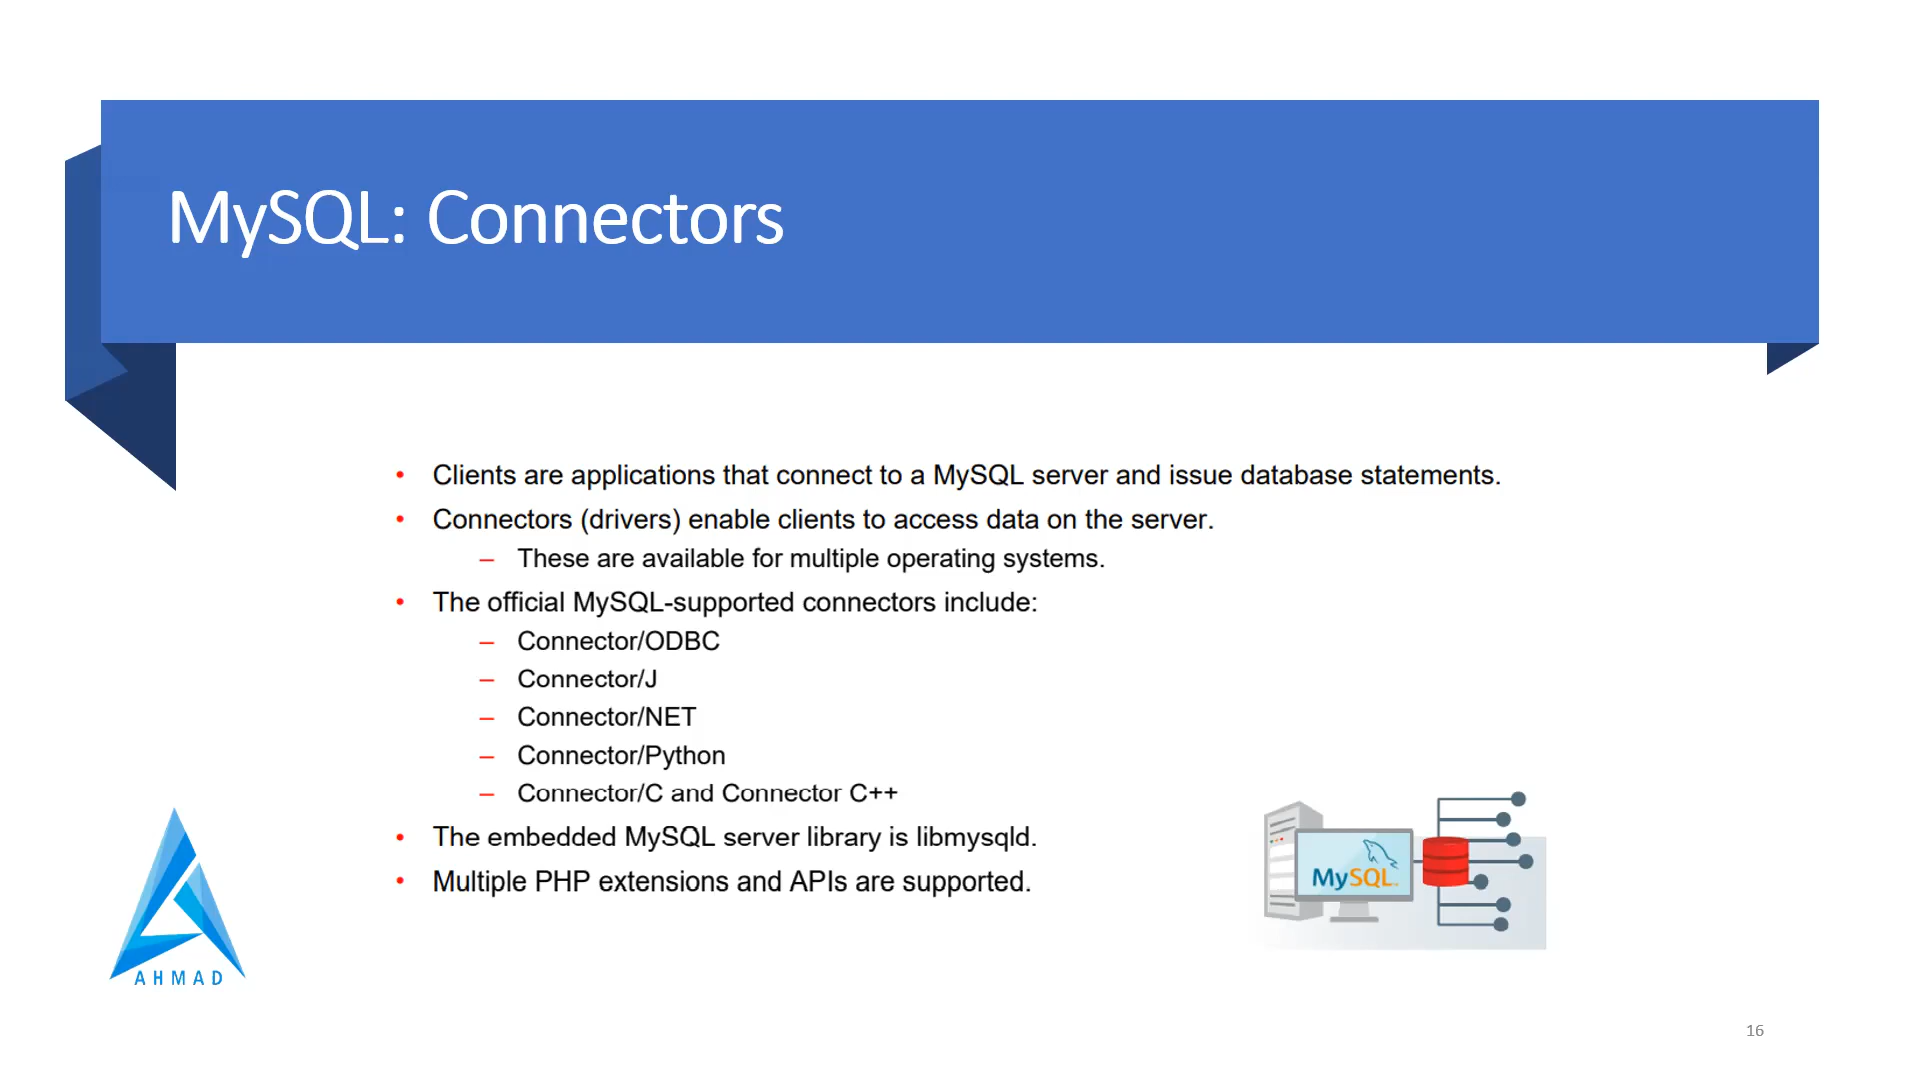 MySQL: Connectors
• Clients are applications that connect to a MySQL server and issue database statements.
• Connectors (drivers) enable clients to access data on the server.
– These are available for multiple operating systems.
• The official MySQL-supported connectors include:
– Connector/ODBC
– Connector/J
– Connector/NET
– Connector/Python
– Connector/C and Connector C++
• The embedded MySQL server library is libmysqld.
• Multiple PHP extensions and APIs are supported.
MySQL
AHMAD
16